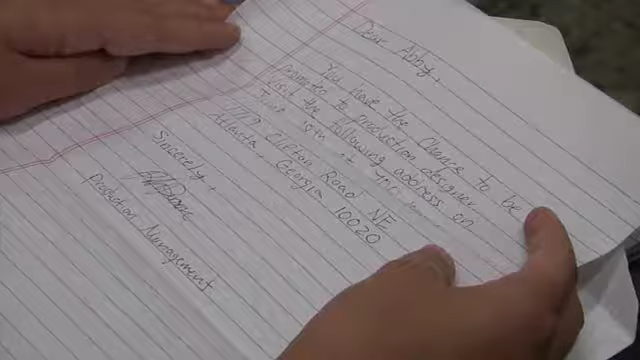 Dear Abby,
You have the chance to be
promoted to production designer.
Visit the following address on
Clifton Road NE
Atlanta, Georgia 10020
Sincerely,
Production Management